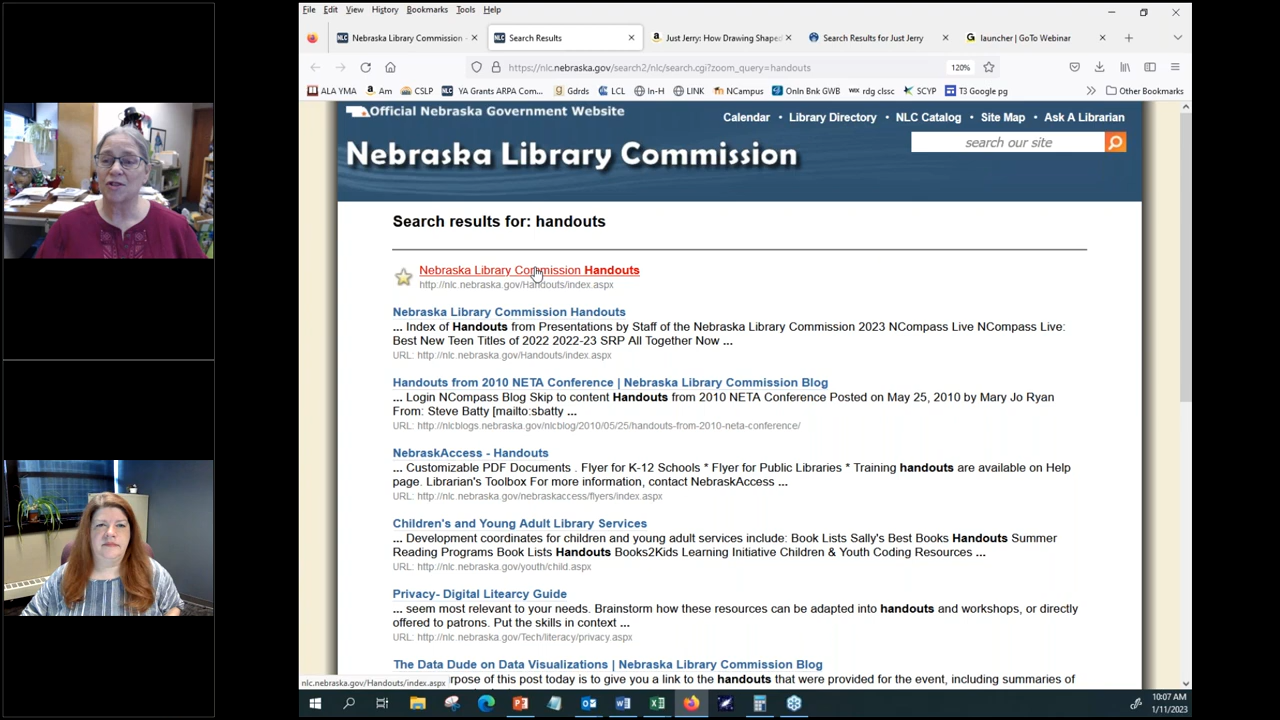 File Edit View History Bookmarks Tools Help
NLC Nebraska Library Commission - × NLC Search Results × Just Jerry: How Drawing Shaped × Search Results for Just Jerry × launcher | GoTo Webinar ×
https://nlc.nebraska.gov/search2/nlc/search.cgi?zoom_query=handouts 120%
ALA YMA Am CSLP YA Grants ARPA Com... Gdrds LCL In-H LINK NCampus OnIn Bnk GWB rdg clssc SCYP T3 Google pg Other Bookmarks
Official Nebraska Government Website
Calendar • Library Directory • NLC Catalog • Site Map • Ask A Librarian
Nebraska Library Commission
search our site
Search results for: handouts
Nebraska Library Commission Handouts
http://nlc.nebraska.gov/Handouts/index.aspx
Nebraska Library Commission Handouts
... Index of Handouts from Presentations by Staff of the Nebraska Library Commission 2023 NCompass Live NCompass Live:
Best New Teen Titles of 2022 2022-23 SRP All Together Now ...
URL: http://nlc.nebraska.gov/Handouts/index.aspx
Handouts from 2010 NETA Conference | Nebraska Library Commission Blog
... Login NCompass Blog Skip to content Handouts from 2010 NETA Conference Posted on May 25, 2010 by Mary Jo Ryan
From: Steve Batty [mailto:sbatty ...
URL: http://nlcblogs.nebraska.gov/nlcblog/2010/05/25/handouts-from-2010-neta-conference/
NebraskAccess - Handouts
... Customizable PDF Documents . Flyer for K-12 Schools * Flyer for Public Libraries * Training handouts are available on Help
page. Librarian's Toolbox For more information, contact NebraskAccess ...
URL: http://nlc.nebraska.gov/nebraskaccess/flyers/index.aspx
Children's and Young Adult Library Services
... Development coordinates for children and young adult services include: Book Lists Sally's Best Books Handouts Summer
Reading Programs Book Lists Handouts Books2Kids Learning Initiative Children & Youth Coding Resources ...
URL: http://nlc.nebraska.gov/youth/child.aspx
Privacy- Digital Litearcy Guide
... seem most relevant to your needs. Brainstorm how these resources can be adapted into handouts and workshops, or directly
offered to patrons. Put the skills in context ...
URL: http://nlc.nebraska.gov/Tech/literacy/privacy.aspx
The Data Dude on Data Visualizations | Nebraska Library Commission Blog
rpose of this post today is to give you a link to the handouts that were provided for the event, including summaries of
nlc.nebraska.gov/Handouts/index.aspx
10:07 AM
1/11/2023